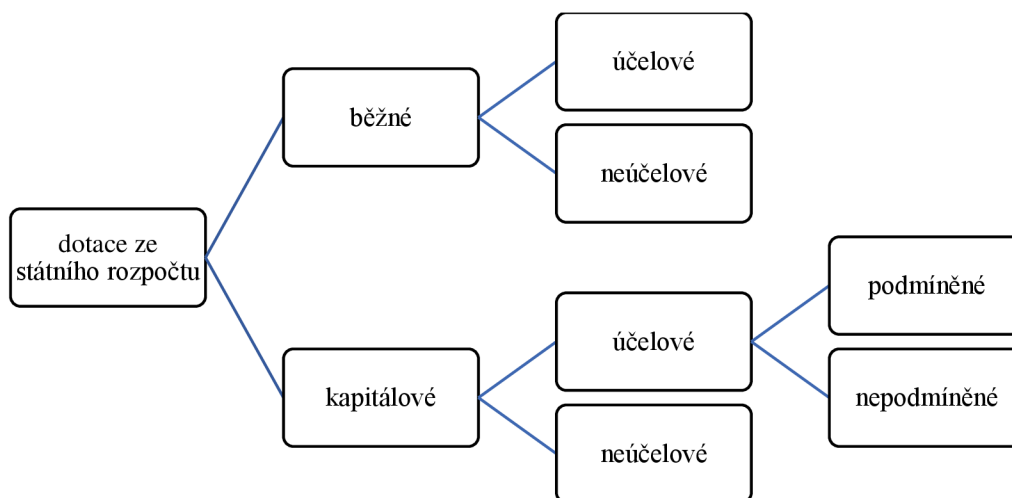 účelové
běžné
neúčelové
dotace ze
státního rozpočtu
podmíněné
účelové
kapitálové
nepodmíněné
neúčelové